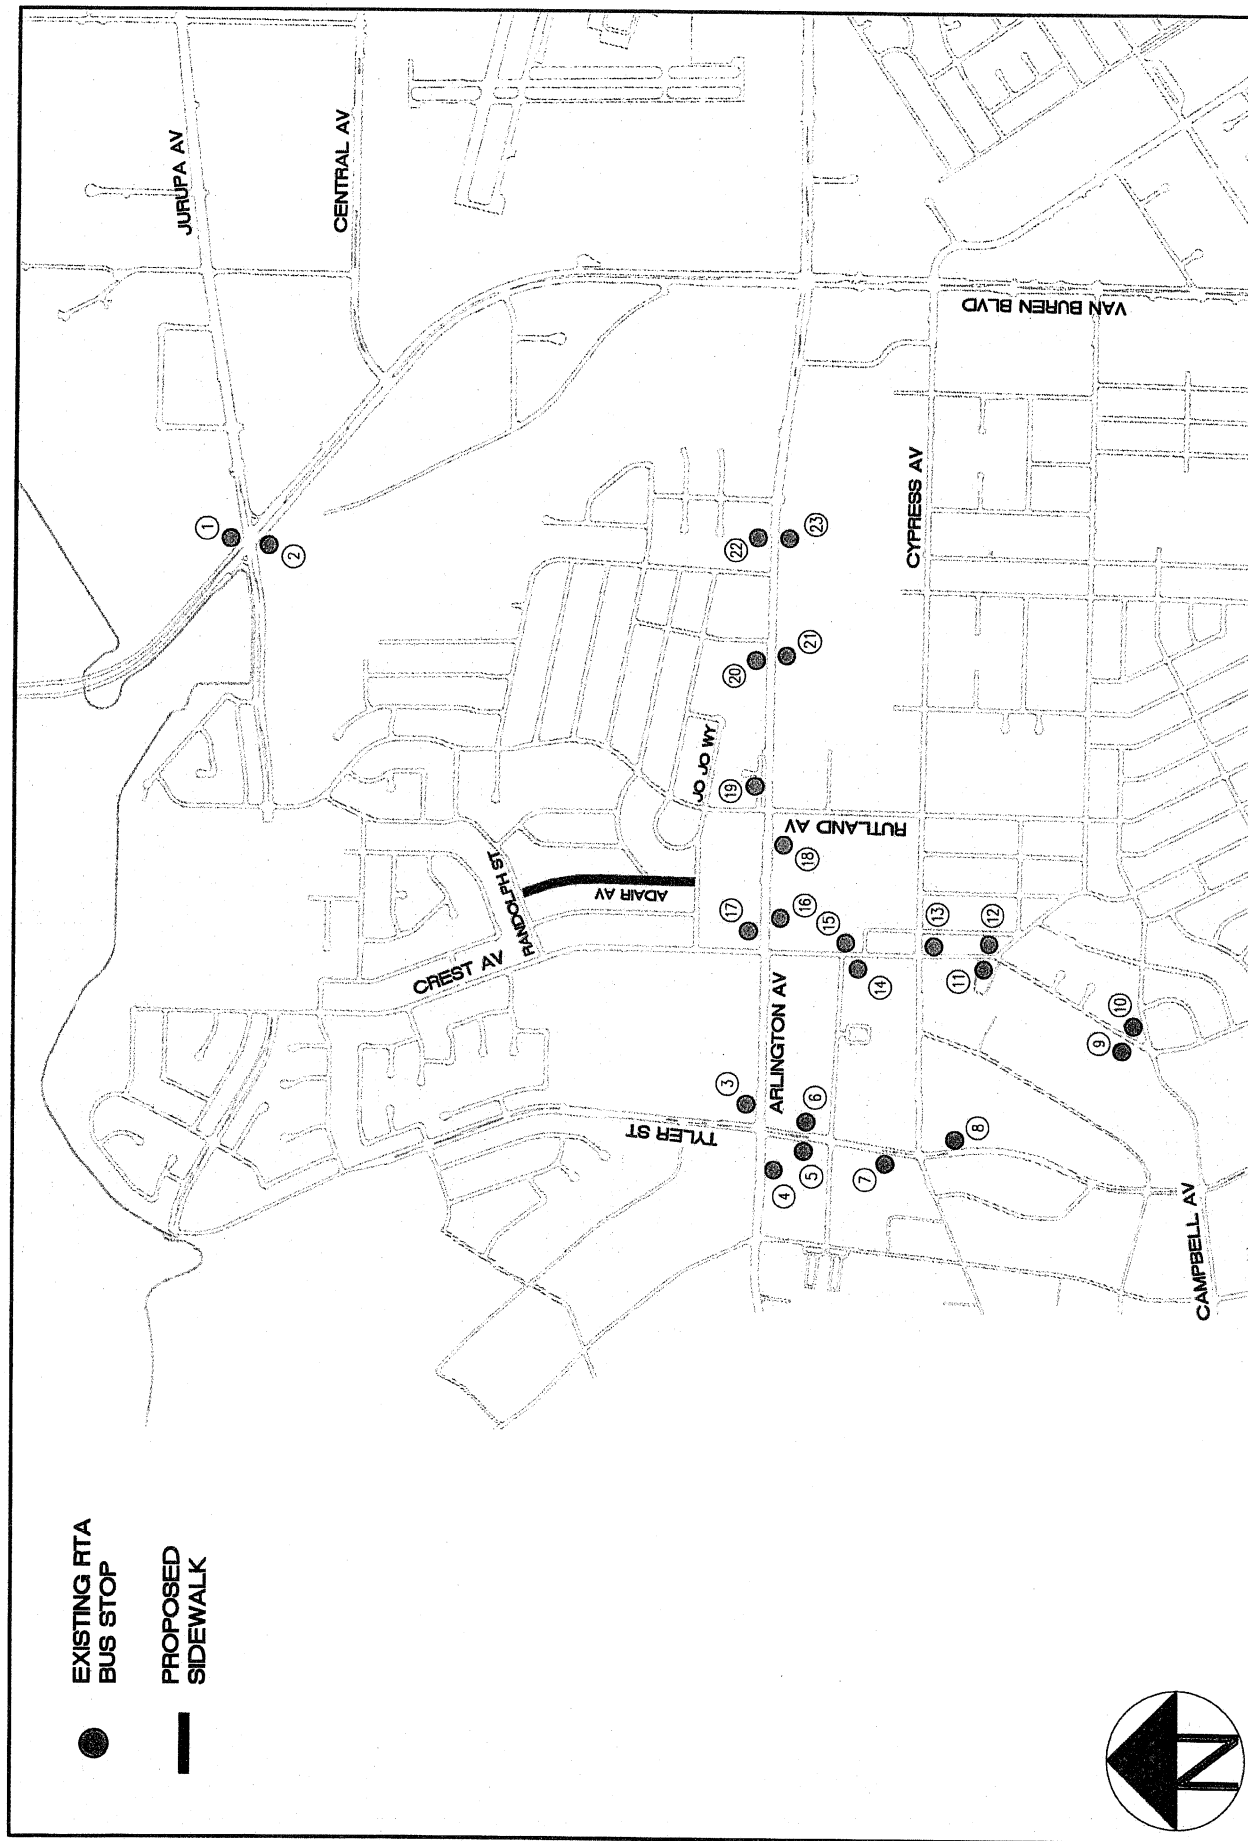 EXISTING RTA
BUS STOP
PROPOSED
SIDEWALK
JURUPA AV
CENTRAL AV
VAN BUREN BLVD
CYPRESS AV
JO JO WY
RUTLAND AV
RANDOLPH ST
ADAIR AV
CREST AV
ARLINGTON AV
TYLER ST
CAMPBELL AV
1
2
3
4
5
6
7
8
9
10
11
12
13
14
15
16
17
18
19
20
21
22
23
N